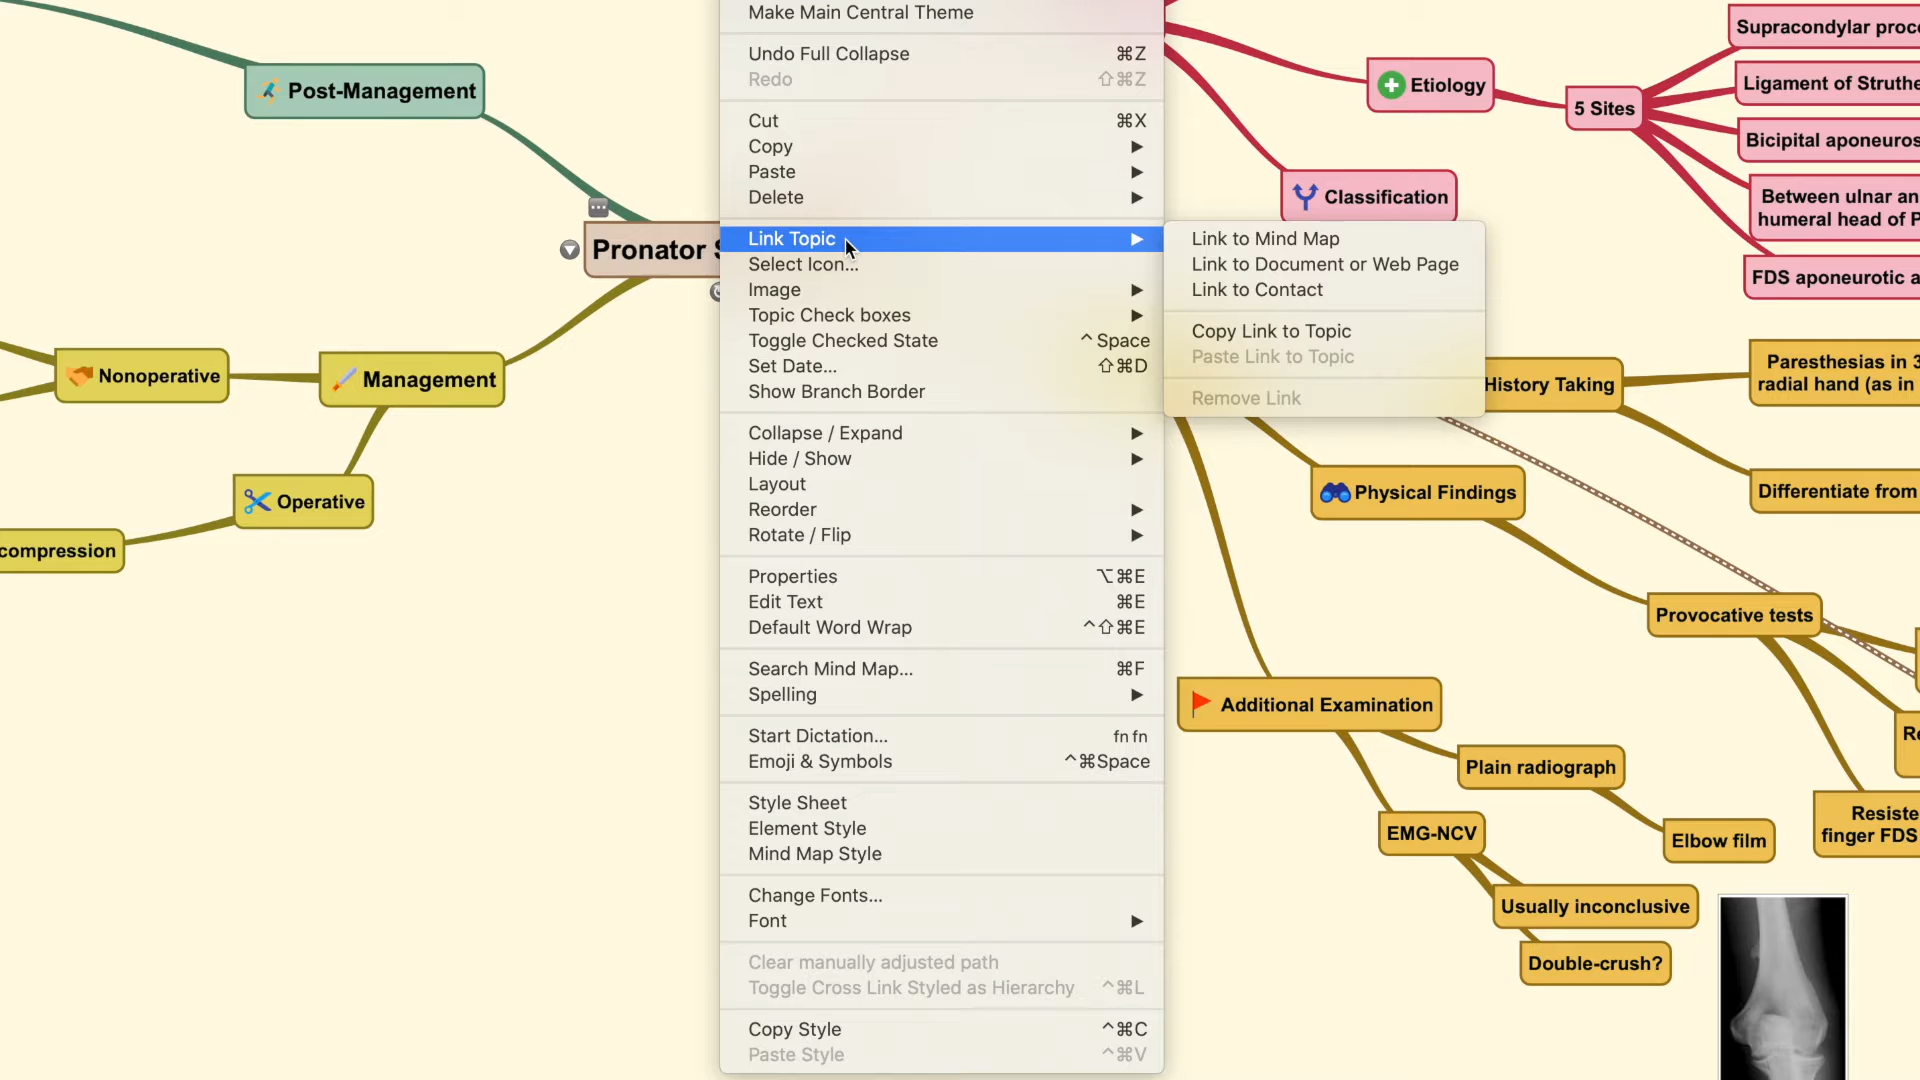 Make Main Central Theme
Undo Full Collapse ⌘Z
Redo ⇧⌘Z
Cut ⌘X
Copy
Paste
Delete
Link Topic
Select Icon...
Image
Topic Check boxes
Toggle Checked State ^ Space
Set Date... ⇧⌘D
Show Branch Border
Collapse / Expand
Hide / Show
Layout
Reorder
Rotate / Flip
Properties ⌥⌘E
Edit Text ⌘E
Default Word Wrap ^⇧⌘E
Search Mind Map... ⌘F
Spelling
Start Dictation... fn fn
Emoji & Symbols ^⌘Space
Style Sheet
Element Style
Mind Map Style
Change Fonts...
Font
Clear manually adjusted path
Toggle Cross Link Styled as Hierarchy ^⌘L
Copy Style ^⌘C
Paste Style ^⌘V
Link to Mind Map
Link to Document or Web Page
Link to Contact
Copy Link to Topic
Paste Link to Topic
Remove Link
Post-Management
Pronator
Nonoperative
Management
Operative
compression
Etiology
5 Sites
Supracondylar
Ligament of
Bicipital
Between ulnar
humeral head of
FDS aponeurotic
Classification
History Taking
Paresthesias in 3
radial hand (as in
Differentiate from
Physical Findings
Provocative tests
finger FDS
Additional Examination
Plain radiograph
Elbow film
EMG-NCV
Usually inconclusive
Double-crush?